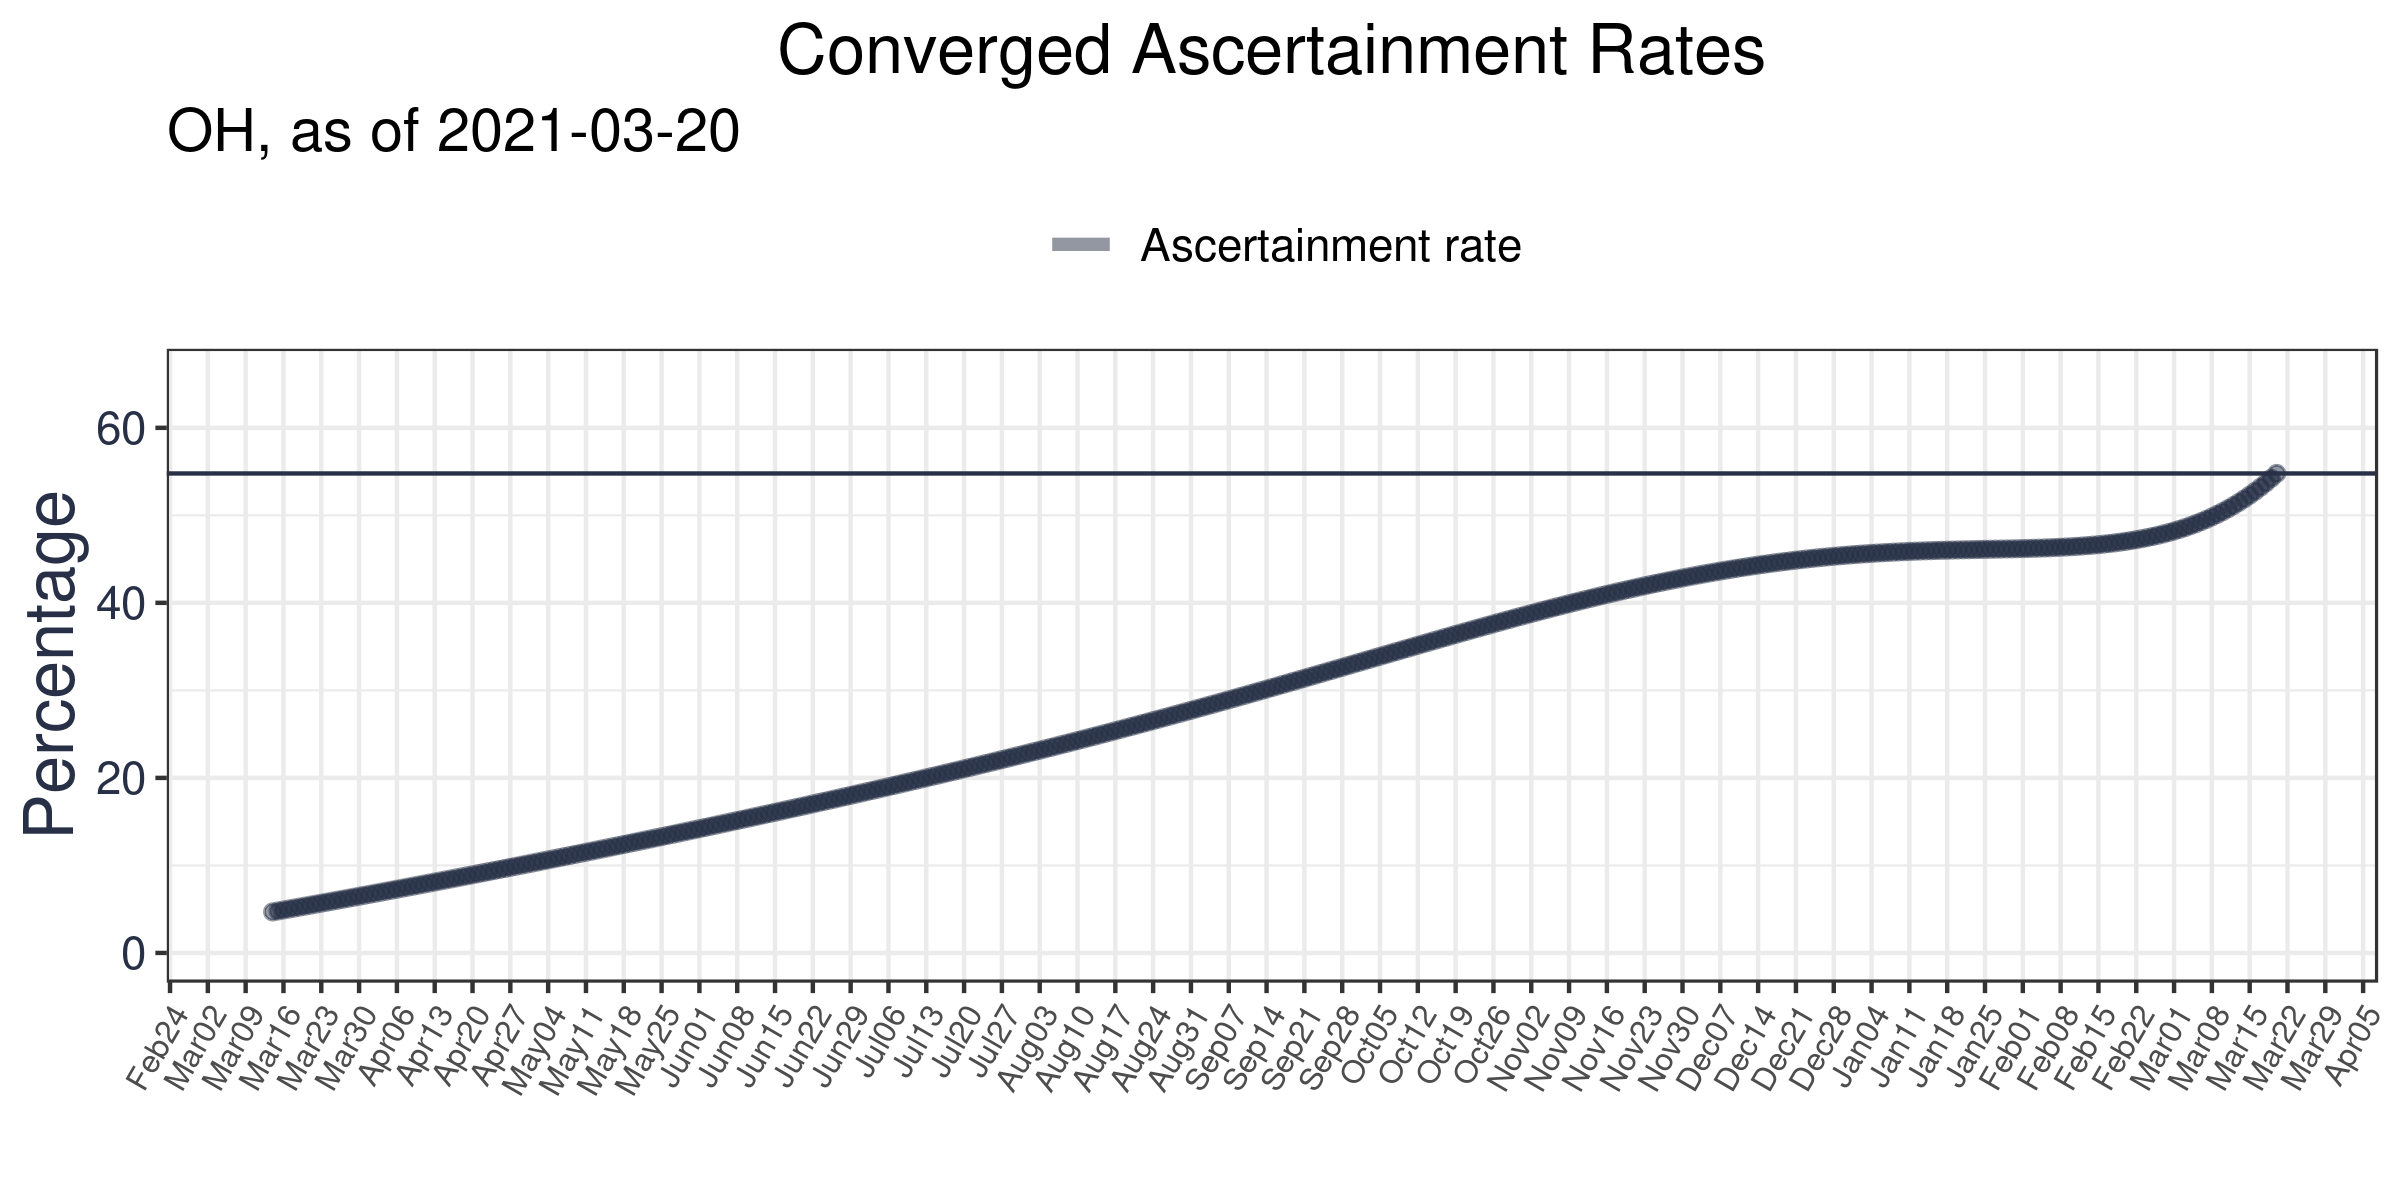 Converged Ascertainment Rates
OH, as of 2021-03-20
Ascertainment rate
Percentage
60
40
20
0
Feb24
Mar02
Mar09
Mar16
Mar23
Mar30
Apr06
Apr13
Apr20
Apr27
May04
May11
May18
May25
Jun01
Jun08
Jun15
Jun22
Jun29
Jul06
Jul13
Jul20
Jul27
Aug03
Aug10
Aug17
Aug24
Aug31
Sep07
Sep14
Sep21
Sep28
Oct05
Oct12
Oct19
Oct26
Nov02
Nov09
Nov16
Nov23
Nov30
Dec07
Dec14
Dec21
Dec28
Jan04
Jan11
Jan18
Jan25
Feb01
Feb08
Feb15
Feb22
Mar01
Mar08
Mar15
Mar22
Mar29
Apr05